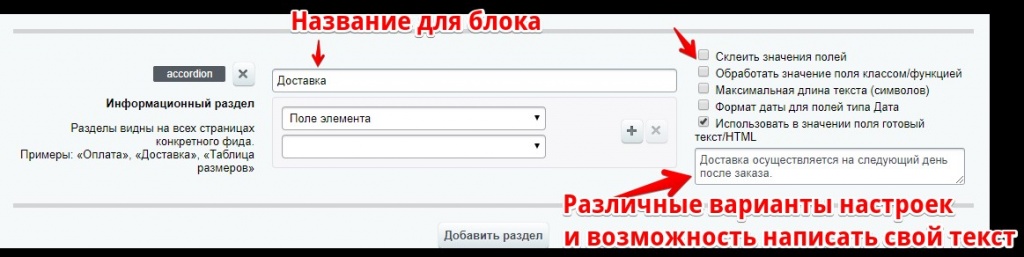 Название для блока
accordion
Доставка
Информационный раздел
Разделы видны на всех страницах
конкретного фида.
Примеры: «Оплата», «Доставка», «Таблица
размеров»
Поле элемента
Склеить значения полей
Обработать значение поля классом/функцией
Максимальная длина текста (символов)
Формат даты для полей типа Дата
Использовать в значении поля готовый
текст/HTML
Доставка осуществляется на следующий день
после заказа.
Различные варианты настроек
и возможность написать свой текст
Добавить раздел